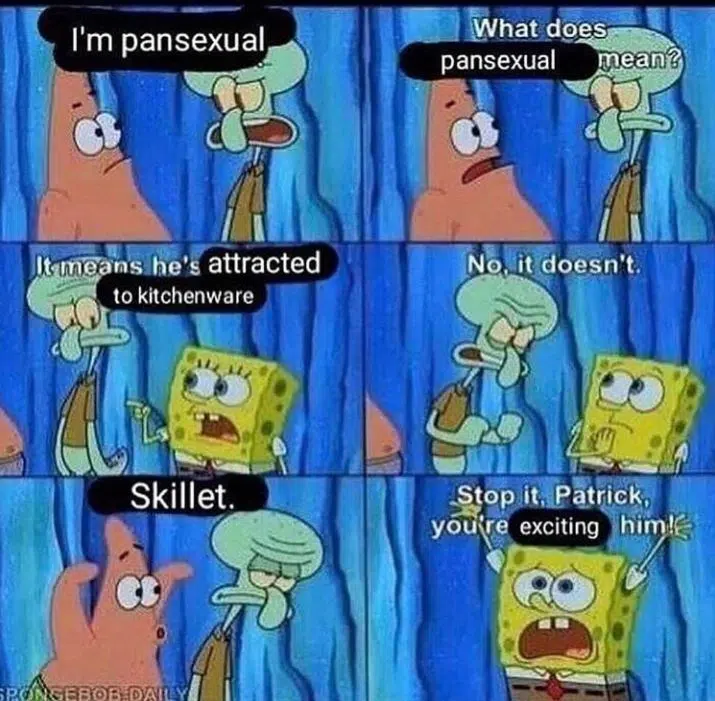 I'm pansexual
What does
pansexual mean?
It means he's attracted
to kitchenware
No, it doesn't.
Skillet.
Stop it, Patrick,
you're exciting him!
SPONGEBOB-DAILY